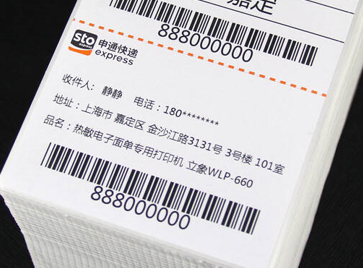 嘉定
888000000
sto 申通快递
express
收件人： 静静 电话：180********
地址：上海市 嘉定区 金沙江路3131号 3号楼 101室
品名：热敏电子面单专用打印机 立象WLP-660
888000000